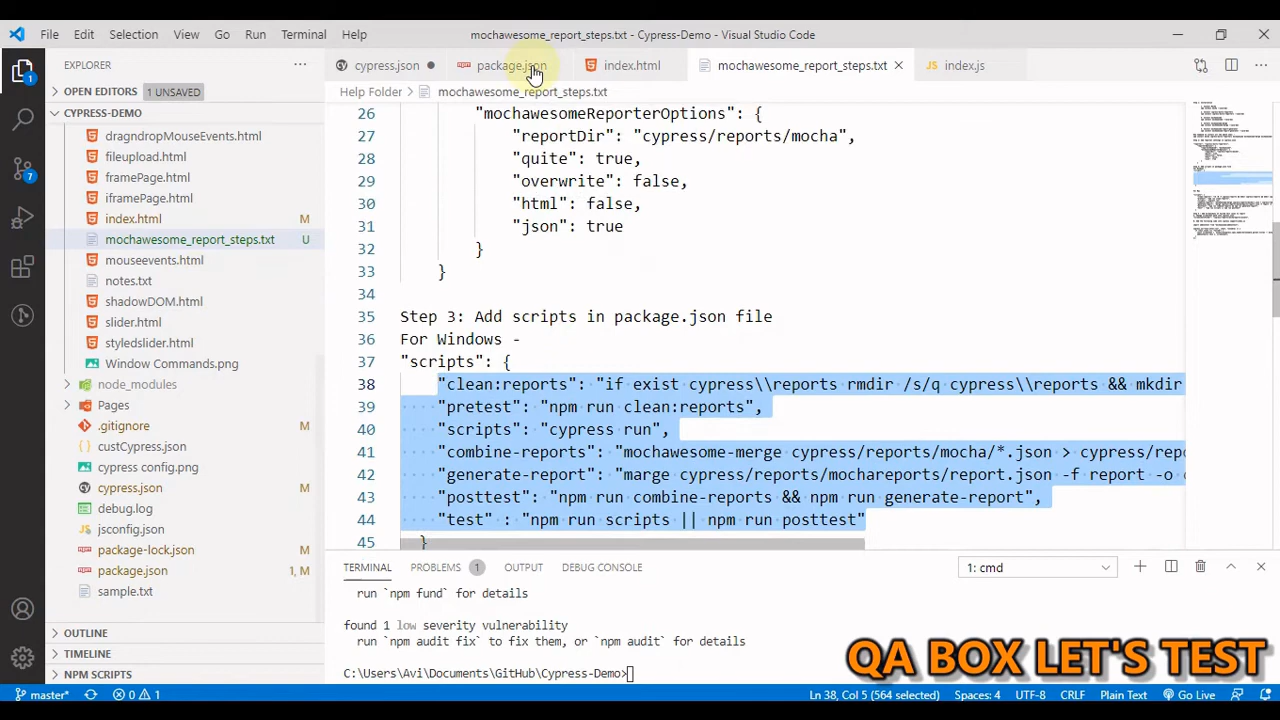 File Edit Selection View Go Run Terminal Help mochawesome_report_steps.txt - Cypress-Demo - Visual Studio Code
EXPLORER
cypress.json package.json index.html mochawesome_report_steps.txt JS index.js
OPEN EDITORS 1 UNSAVED
Help Folder > mochawesome_report_steps.txt
CYPRESS-DEMO
dragndropMouseEvents.html
fileupload.html
framePage.html
iframePage.html
index.html M
mochawesome_report_steps.txt U
mouseevents.html
notes.txt
shadowDOM.html
slider.html
styledslider.html
Window Commands.png
node_modules
Pages
.gitignore
custCypress.json
cypress config.png
cypress.json
debug.log
jsconfig.json
package-lock.json M
package.json 1, M
sample.txt
OUTLINE
TIMELINE
NPM SCRIPTS
26 "mochawesomeReporterOptions": {
27 "reportDir": "cypress/reports/mocha",
28 "quite": true,
29 "overwrite": false,
30 "html": false,
31 "json": true
32 }
33 }
34
35 Step 3: Add scripts in package.json file
36 For Windows -
37 "scripts": {
38 "clean:reports": "if exist cypress\\reports rmdir /s/q cypress\\reports && mkdir
39 "pretest": "npm run clean:reports",
40 "scripts": "cypress run",
41 "combine-reports": "mochawesome-merge cypress/reports/mocha/*.json > cypress/repo
42 "generate-report": "marge cypress/reports/mochareports/report.json -f report -o c
43 "posttest": "npm run combine-reports && npm run generate-report",
44 "test" : "npm run scripts || npm run posttest"
45 }
TERMINAL PROBLEMS 1 OUTPUT DEBUG CONSOLE 1: cmd
run `npm fund` for details
found 1 low severity vulnerability
run `npm audit fix` to fix them, or `npm audit` for details
C:\Users\Avi\Documents\GitHub\Cypress-Demo>
QA BOX LET'S TEST
master* 0 1 Ln 38, Col 5 (564 selected) Spaces: 4 UTF-8 CRLF Plain Text Go Live